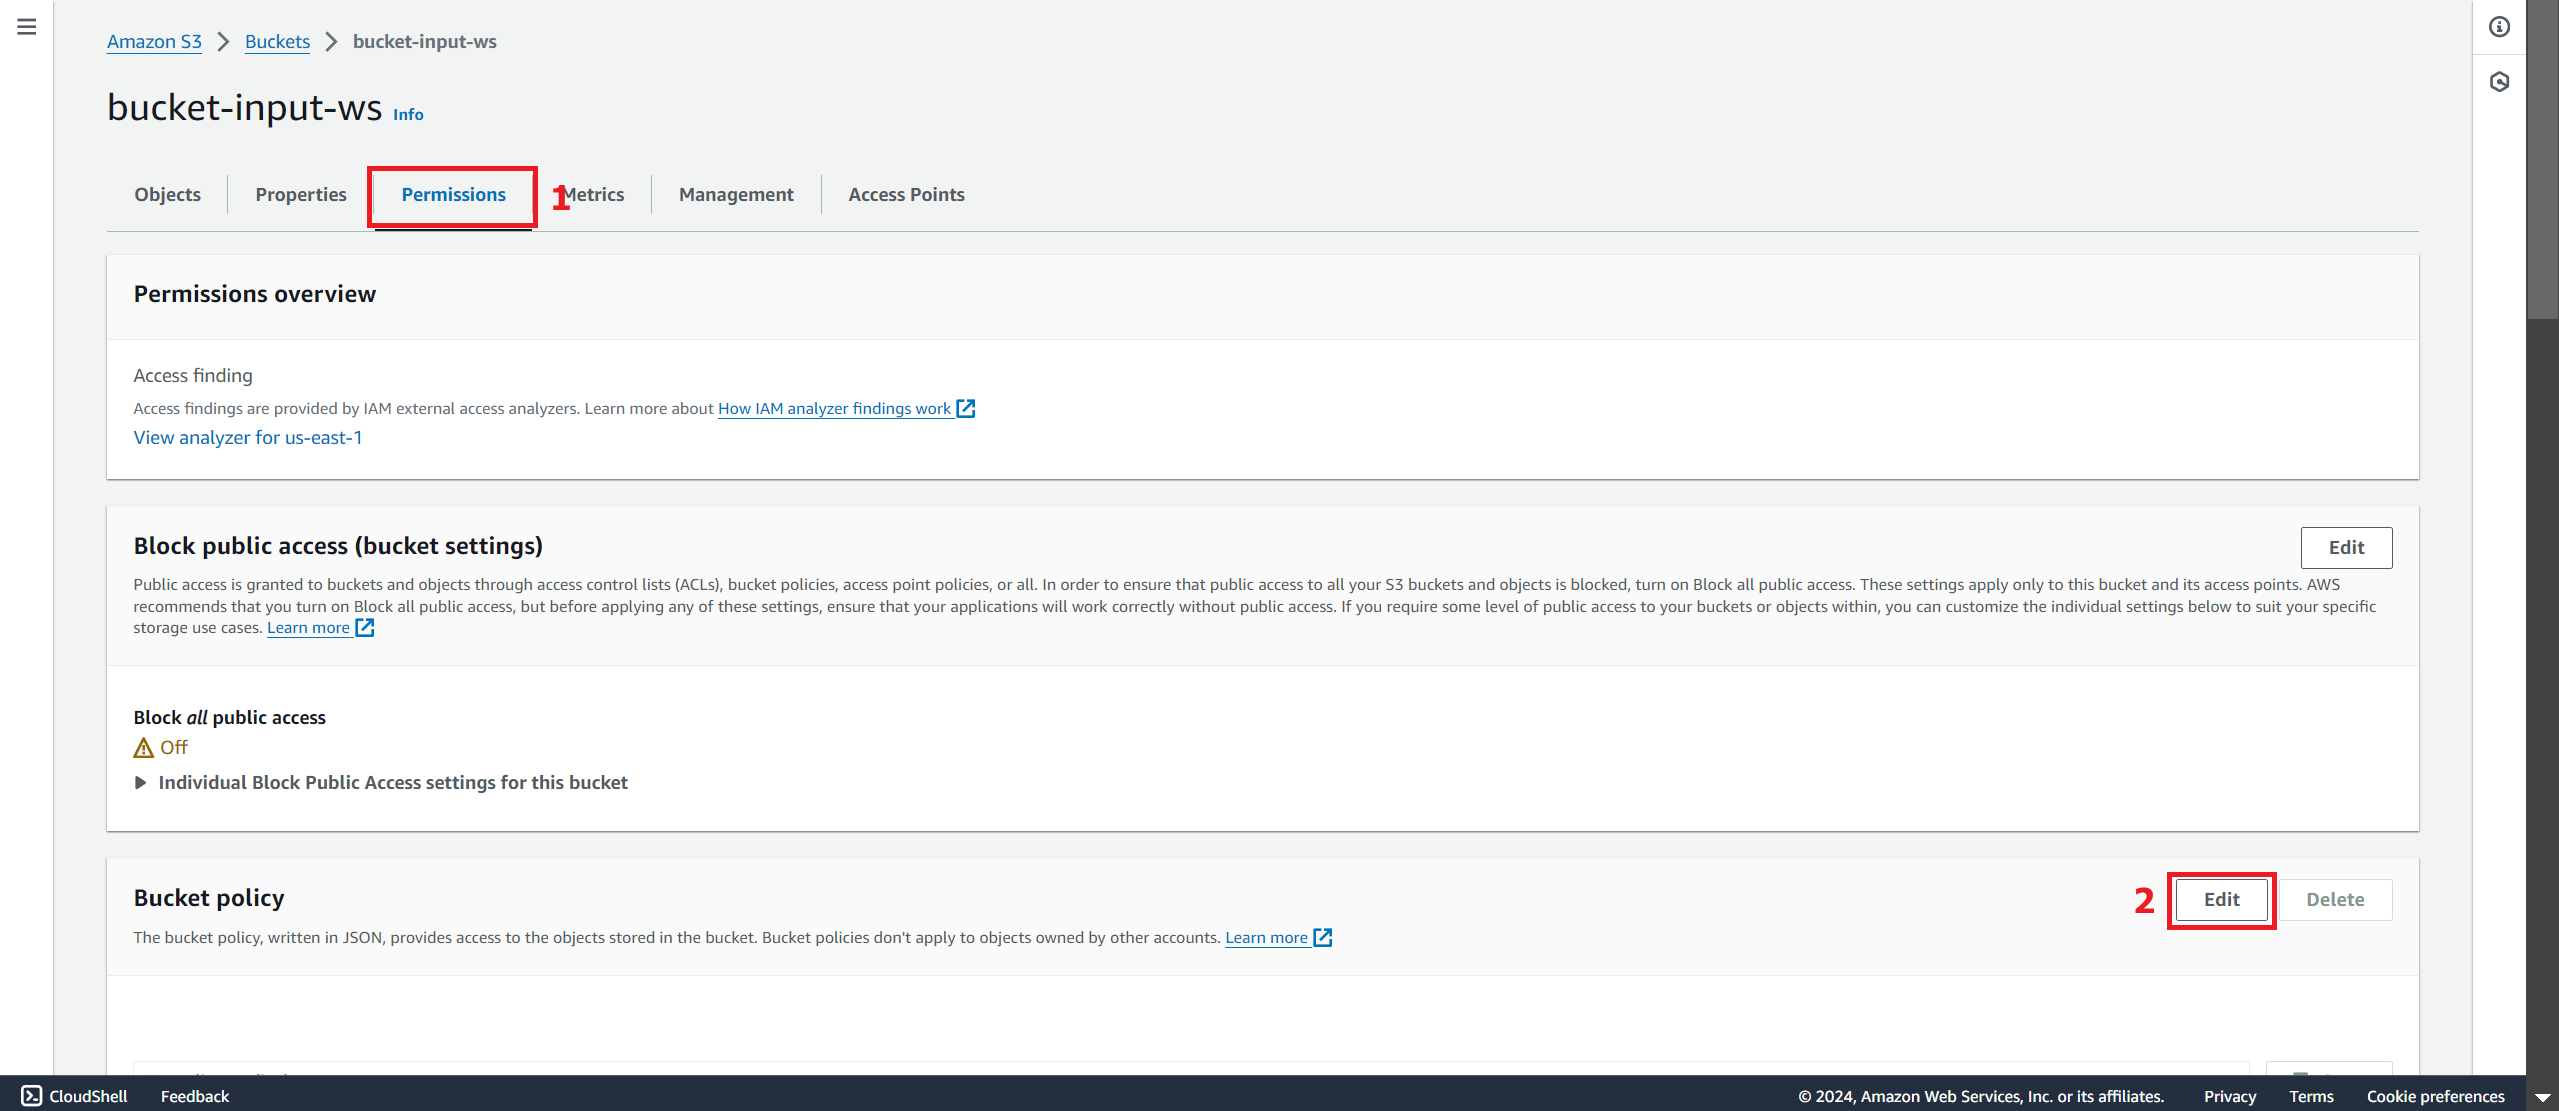 Amazon S3 Buckets bucket-input-ws
bucket-input-ws Info
Objects Properties Permissions 1 Metrics Management Access Points
Permissions overview
Access finding
Access findings are provided by IAM external access analyzers. Learn more about How IAM analyzer findings work
View analyzer for us-east-1
Block public access (bucket settings) Edit
Public access is granted to buckets and objects through access control lists (ACLs), bucket policies, access point policies, or all. In order to ensure that public access to all your S3 buckets and objects is blocked, turn on Block all public access. These settings apply only to this bucket and its access points. AWS
recommends that you turn on Block all public access, but before applying any of these settings, ensure that your applications will work correctly without public access. If you require some level of public access to your buckets or objects within, you can customize the individual settings below to suit your specific
storage use cases. Learn more
Block all public access
Off
Individual Block Public Access settings for this bucket
Bucket policy 2 Edit Delete
The bucket policy, written in JSON, provides access to the objects stored in the bucket. Bucket policies don't apply to objects owned by other accounts. Learn more
CloudShell Feedback © 2024, Amazon Web Services, Inc. or its affiliates. Privacy Terms Cookie preferences